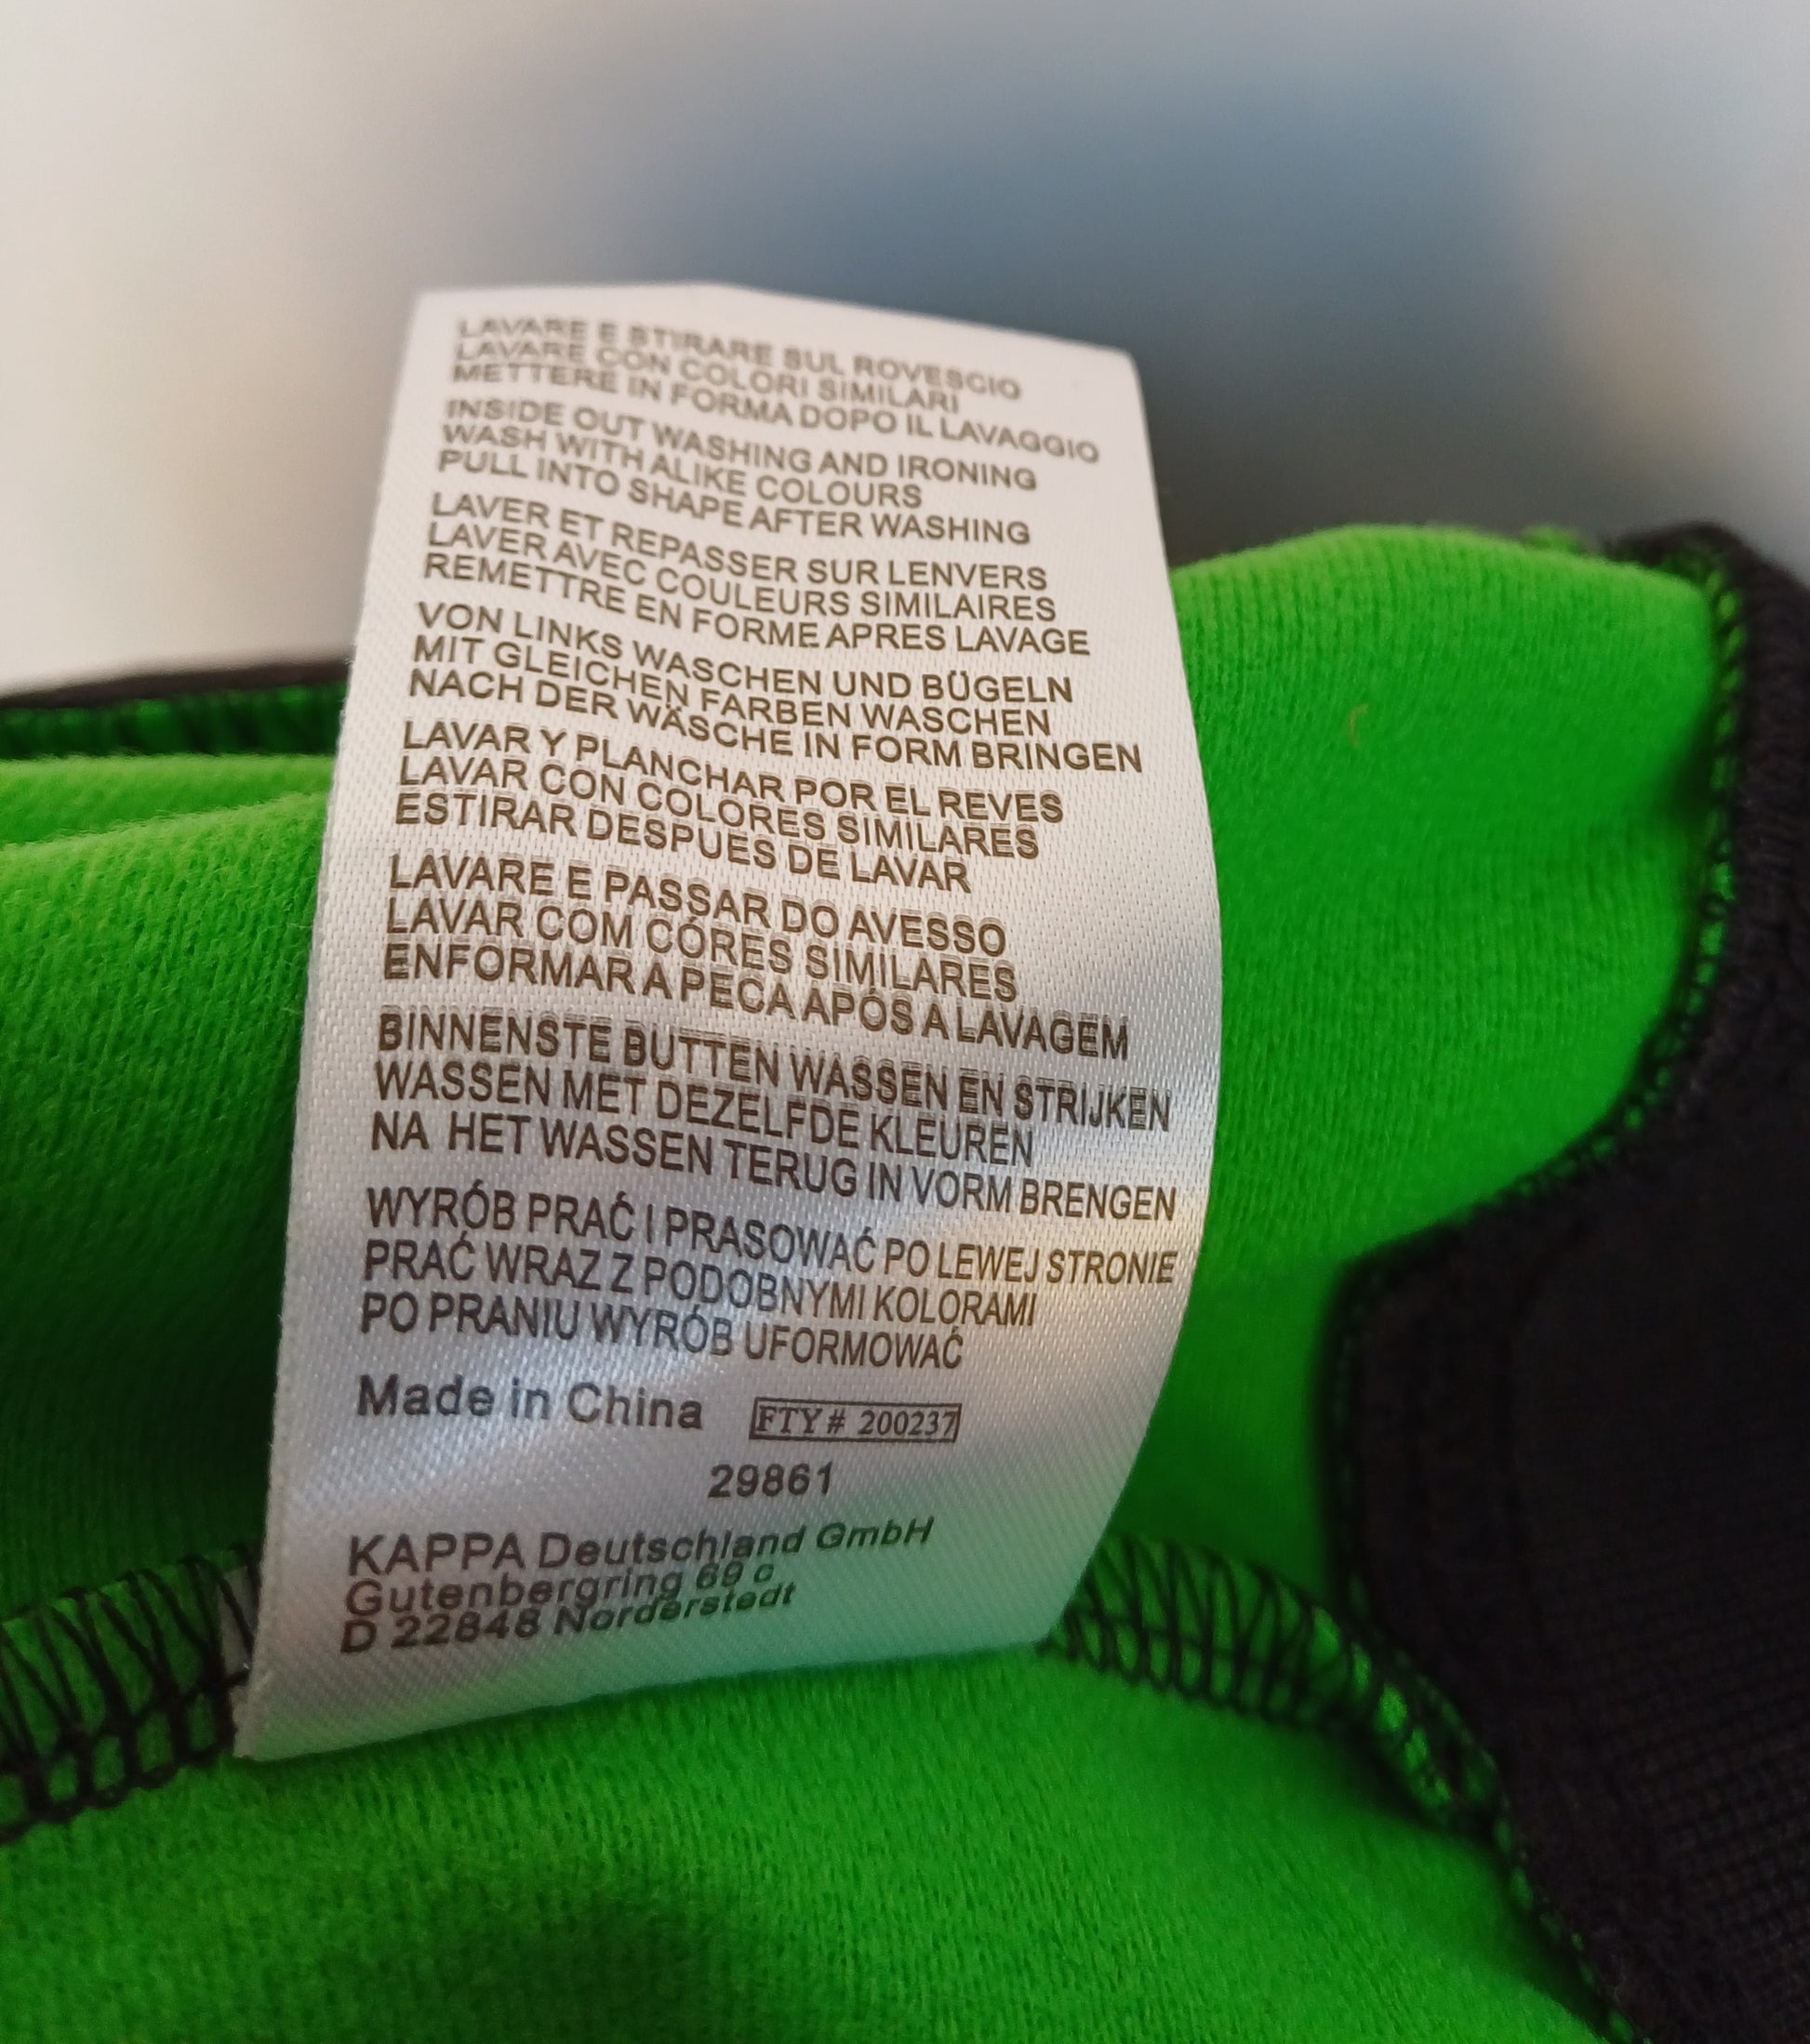 LAVARE E STIRARE SUL ROVESCIO
LAVARE CON COLORI SIMILARI
METTERE IN FORMA DOPO IL LAVAGGIO
INSIDE OUT WASHING AND IRONING
WASH WITH ALIKE COLOURS
PULL INTO SHAPE AFTER WASHING
LAVER ET REPASSER SUR LENVERS
LAVER AVEC COULEURS SIMILAIRES
REMETTRE EN FORME APRES LAVAGE
VON LINKS WASCHEN UND BÜGELN
MIT GLEICHEN FARBEN WASCHEN
NACH DER WÄSCHE IN FORM BRINGEN
LAVAR Y PLANCHAR POR EL REVES
LAVAR CON COLORES SIMILARES
ESTIRAR DESPUES DE LAVAR
LAVARE E PASSAR DO AVESSO
LAVAR COM CÓRES SIMILARES
ENFORMAR A PECA APÓS A LAVAGEM
BINNENSTE BUTTEN WASSEN EN STRIJKEN
WASSEN MET DEZELFDE KLEUREN
NA HET WASSEN TERUG IN VORM BRENGEN
WYRÓB PRAĆ I PRASOWAĆ PO LEWEJ STRONIE
PRAĆ WRAZ Z PODOBNYMI KOLORAMI
PO PRANIU WYRÓB UFORMOWAĆ
Made in China FTY# 200237
29861
KAPPA Deutschland GmbH
Gutenbergring 69 c
D 22848 Norderstedt